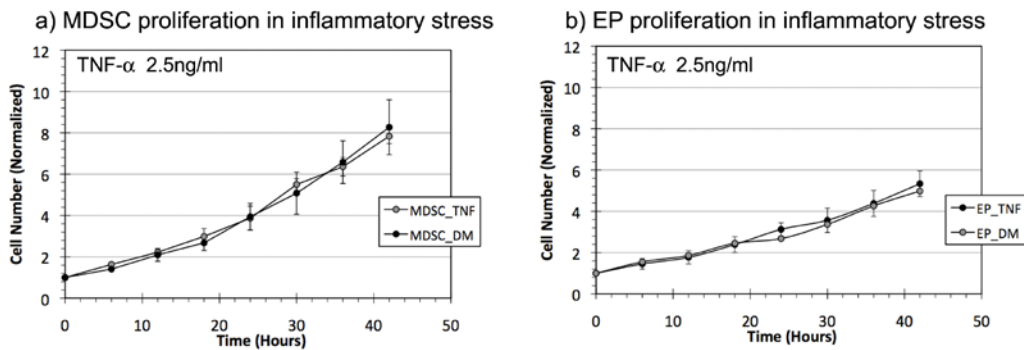 a) MDSC proliferation in inflammatory stress
TNF-α 2.5ng/ml
Cell Number (Normalized)
12
10
8
6
4
2
0
0 10 20 30 40 50
Time (Hours)
MDSC_TNF
MDSC_DM
b) EP proliferation in inflammatory stress
TNF-α 2.5ng/ml
Cell Number (Normalized)
12
10
8
6
4
2
0
0 10 20 30 40 50
Time (Hours)
EP_TNF
EP_DM